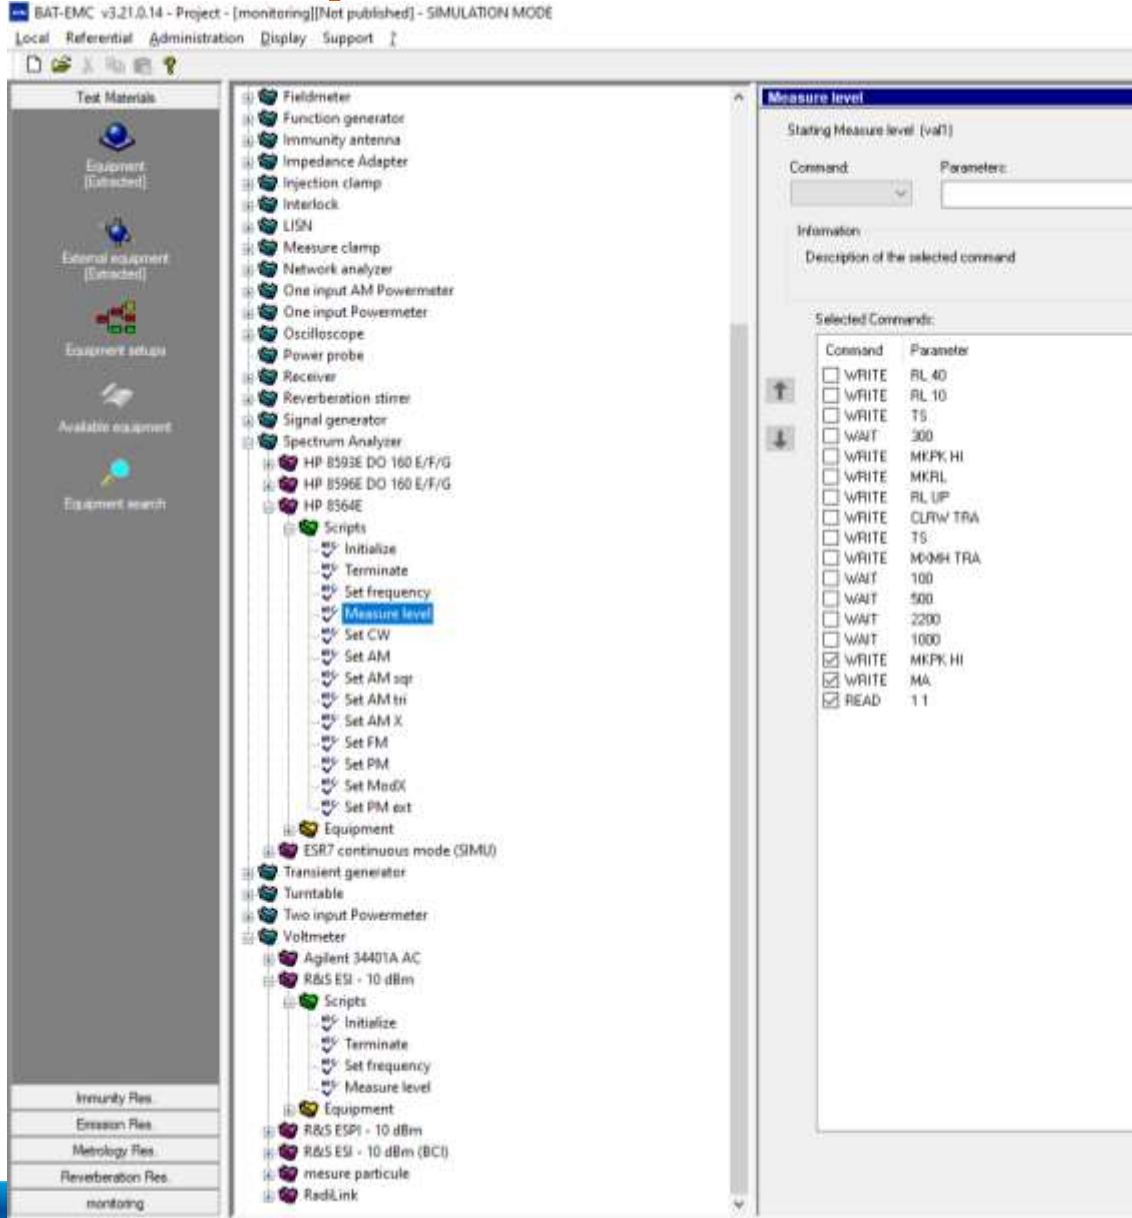 BAT-EMC v3.21.0.14 - Project - [monitoring][Not published] - SIMULATION MODE
Local Referential Administration Display Support ?
Test Materials
Equipment
[Extracted]
External equipment
[Extracted]
Equipment setups
Available equipment
Equipment search
Immunity Res.
Emission Res.
Metrology Res.
Reverberation Res.
monitoring
Fieldmeter
Function generator
Immunity antenna
Impedance Adapter
Injection clamp
Interlock
LISN
Measure clamp
Network analyzer
One input AM Powermeter
One input Powermeter
Oscilloscope
Power probe
Receiver
Reverberation stirrer
Signal generator
Spectrum Analyzer
HP 8593E DO 160 E/F/G
HP 8596E DO 160 E/F/G
HP 8564E
Scripts
Initialize
Terminate
Set frequency
Measure level
Set CW
Set AM
Set AM sqr
Set AM tri
Set AM X
Set FM
Set PM
Set ModX
Set PM ext
Equipment
ESR7 continuous mode (SIMU)
Transient generator
Turntable
Two input Powermeter
Voltmeter
Agilent 34401A AC
R&S ESI - 10 dBm
Scripts
Initialize
Terminate
Set frequency
Measure level
Equipment
R&S ESPI - 10 dBm
R&S ESI - 10 dBm (BCI)
mesure particule
RadiLink
Measure level
Starting Measure level (val1)
Command: Parameters:
Information
Description of the selected command
Selected Commands:
Command Parameter
WRITE RL 40
WRITE RL 10
WRITE TS
WAIT 300
WRITE MKPK HI
WRITE MKRL
WRITE RL UP
WRITE CLRW TRA
WRITE TS
WRITE MXMH TRA
WAIT 100
WAIT 500
WAIT 2200
WAIT 1000
WRITE MKPK HI
WRITE MA
READ 1 1